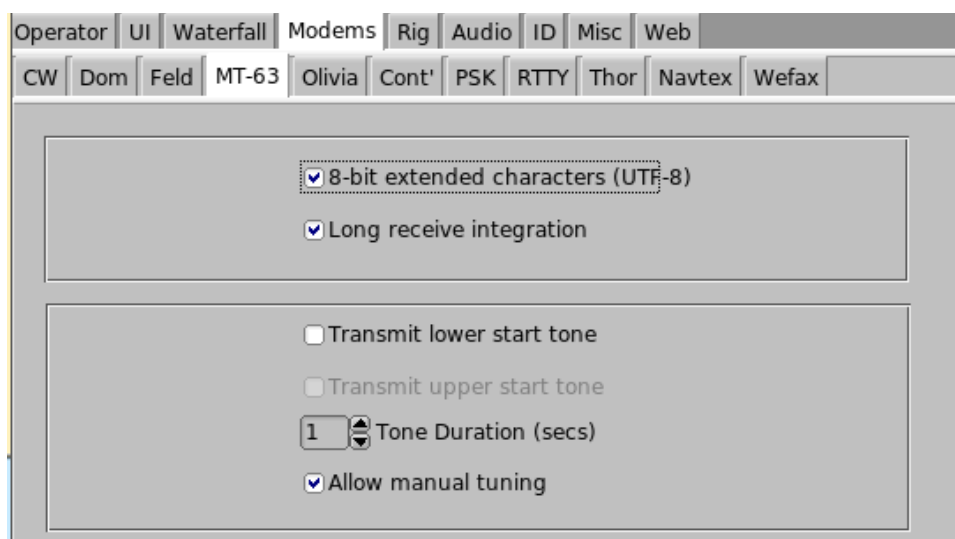 Operator UI Waterfall Modems Rig Audio ID Misc Web
CW Dom Feld MT-63 Olivia Cont' PSK RTTY Thor Navtex Wefax
8-bit extended characters (UTF-8)
Long receive integration
Transmit lower start tone
Transmit upper start tone
1 Tone Duration (secs)
Allow manual tuning